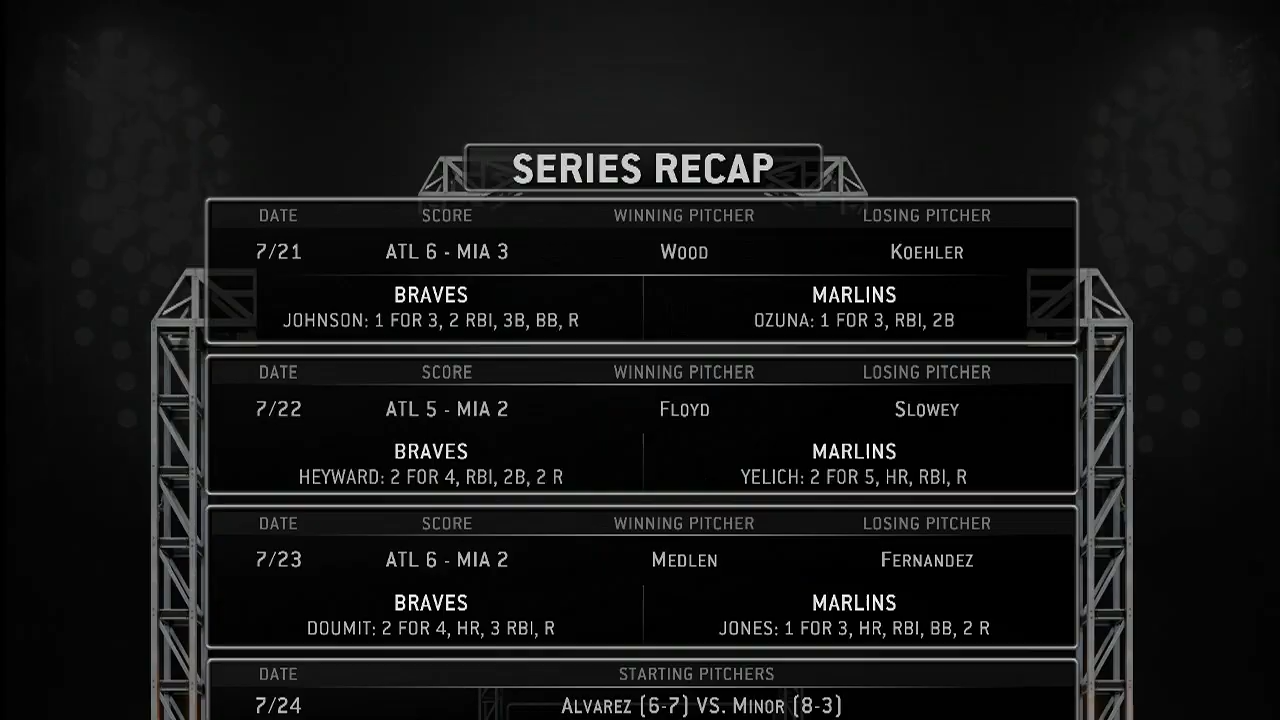 SERIES RECAP
DATE SCORE WINNING PITCHER LOSING PITCHER
7/21 ATL 6 - MIA 3 WOOD KOEHLER
BRAVES MARLINS
JOHNSON: 1 FOR 3, 2 RBI, 3B, BB, R OZUNA: 1 FOR 3, RBI, 2B
DATE SCORE WINNING PITCHER LOSING PITCHER
7/22 ATL 5 - MIA 2 FLOYD SLOWEY
BRAVES MARLINS
HEYWARD: 2 FOR 4, RBI, 2B, 2 R YELICH: 2 FOR 5, HR, RBI, R
DATE SCORE WINNING PITCHER LOSING PITCHER
7/23 ATL 6 - MIA 2 MEDLEN FERNANDEZ
BRAVES MARLINS
DOUMIT: 2 FOR 4, HR, 3 RBI, R JONES: 1 FOR 3, HR, RBI, BB, 2 R
DATE STARTING PITCHERS
7/24 ALVAREZ (6-7) VS. MINOR (8-3)